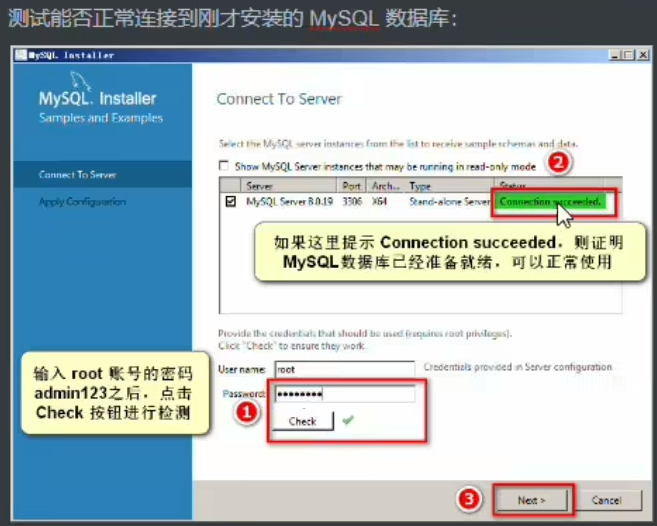 测试能否正常连接到刚才安装的 MySQL 数据库：
MySQL Installer
MySQL. Installer
Samples and Examples
Connect To Server
Apply Configuration
Connect To Server
Select the MySQL server instances from the list to receive sample schemas and data.
Show MySQL Server instances that may be running in read-only mode
2
Server Port Arch... Type Status
MySQL Server 8.0.19 3306 X64 Stand-alone Server Connection succeeded.
如果这里提示 Connection succeeded，则证明
MySQL数据库已经准备就绪，可以正常使用
Provide the credentials that should be used (requires root privileges).
Click "Check" to ensure they work.
User name: root Credentials provided in Server configuration
Password: ••••••••
1
Check
输入 root 账号的密码
admin123之后，点击
Check 按钮进行检测
3
Next >
Cancel